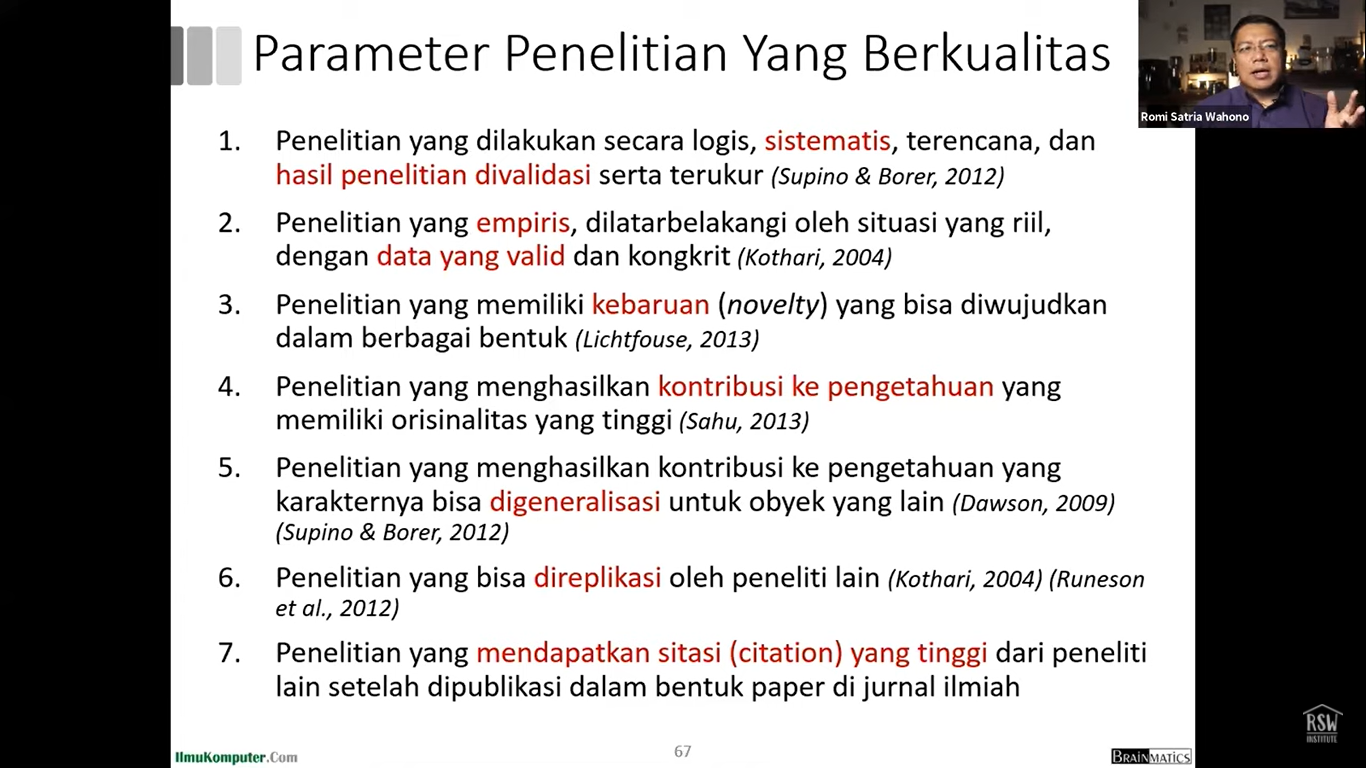 Parameter Penelitian Yang Berkualitas
Romi Satria Wahono
1. Penelitian yang dilakukan secara logis, sistematis, terencana, dan
hasil penelitian divalidasi serta terukur (Supino & Borer, 2012)
2. Penelitian yang empiris, dilatarbelakangi oleh situasi yang riil,
dengan data yang valid dan kongkrit (Kothari, 2004)
3. Penelitian yang memiliki kebaruan (novelty) yang bisa diwujudkan
dalam berbagai bentuk (Lichtfouse, 2013)
4. Penelitian yang menghasilkan kontribusi ke pengetahuan yang
memiliki orisinalitas yang tinggi (Sahu, 2013)
5. Penelitian yang menghasilkan kontribusi ke pengetahuan yang
karakternya bisa digeneralisasi untuk obyek yang lain (Dawson, 2009)
(Supino & Borer, 2012)
6. Penelitian yang bisa direplikasi oleh peneliti lain (Kothari, 2004) (Runeson
et al., 2012)
7. Penelitian yang mendapatkan sitasi (citation) yang tinggi dari peneliti
lain setelah dipublikasi dalam bentuk paper di jurnal ilmiah
RSW
INSTITUTE
IlmuKomputer.Com
67
BRAINMATICS